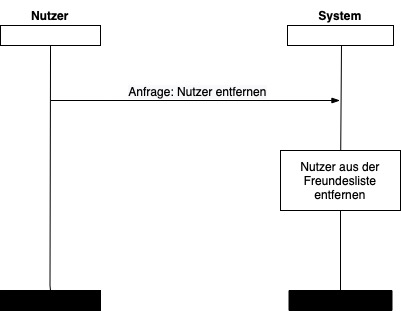 Nutzer
System
Anfrage: Nutzer entfernen
Nutzer aus der
Freundesliste
entfernen